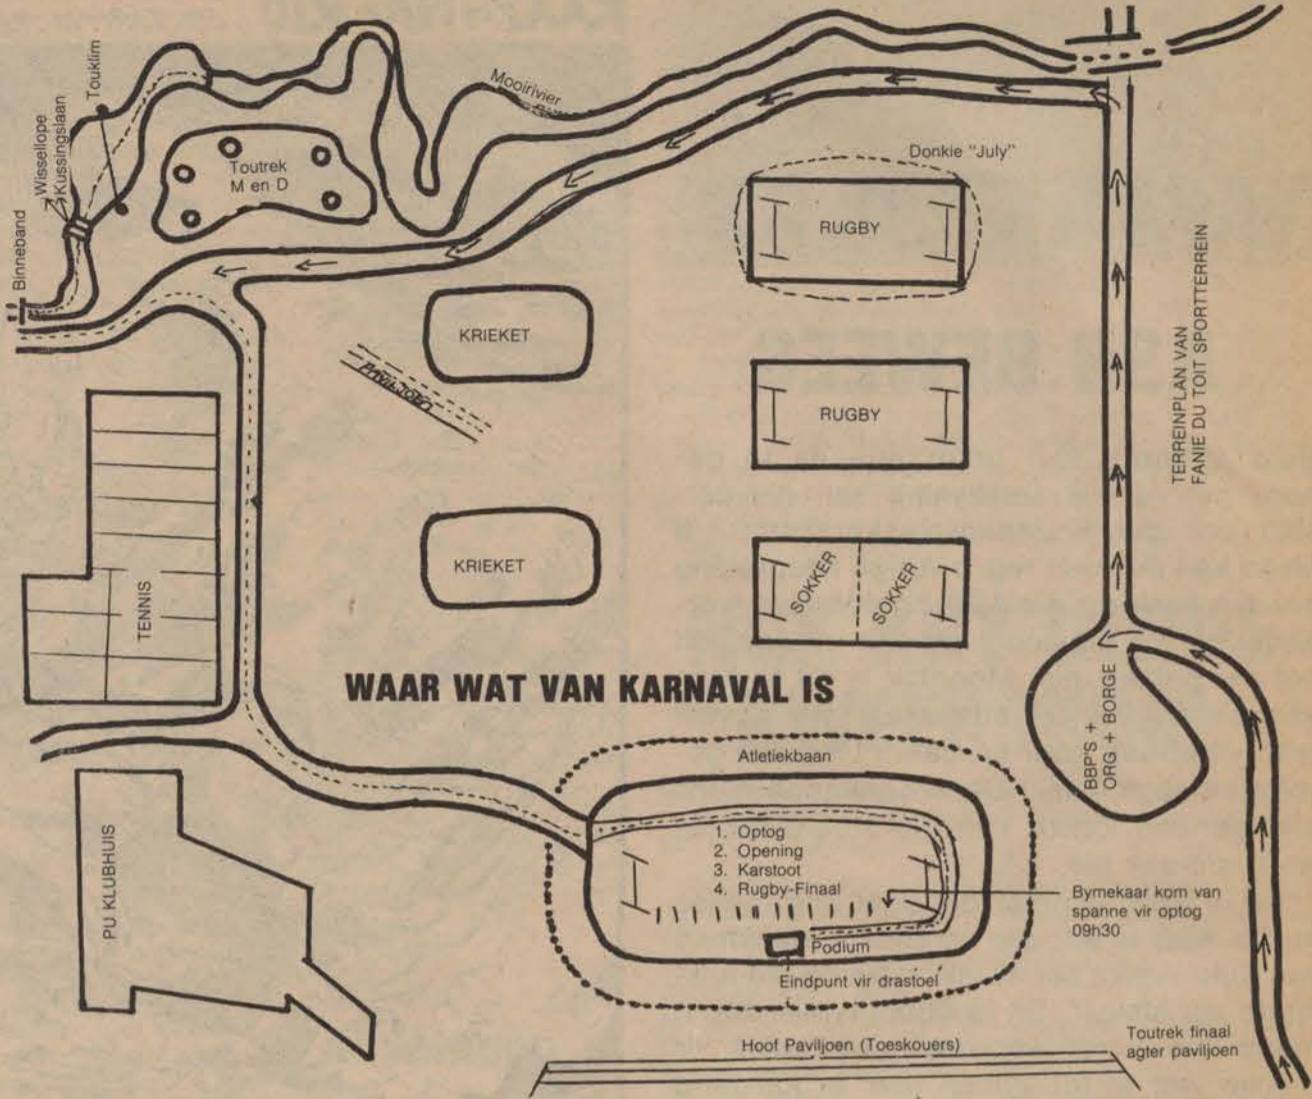 Mooirivier
Touklim
Wissellope
Kussingslaan
Binneband
Toutrek
M en D
Donkie "July"
RUGBY
KRIEKET
RUGBY
TERREINPLAN VAN
FANIE DU TOIT SPORTTERREIN
KRIEKET
SOKKER
SOKKER
TENNIS
WAAR WAT VAN KARNAVAL IS
BBP'S +
ORG + BORGE
Atletiekbaan
PU KLUBHUIS
1. Optog
2. Opening
3. Karstoot
4. Rugby-Finaal
Bymekaar kom van
spanne vir optog
09h30
Podium
Eindpunt vir drastoel
Hoof Paviljoen (Toeskouers)
Toutrek finaal
agter paviljoen